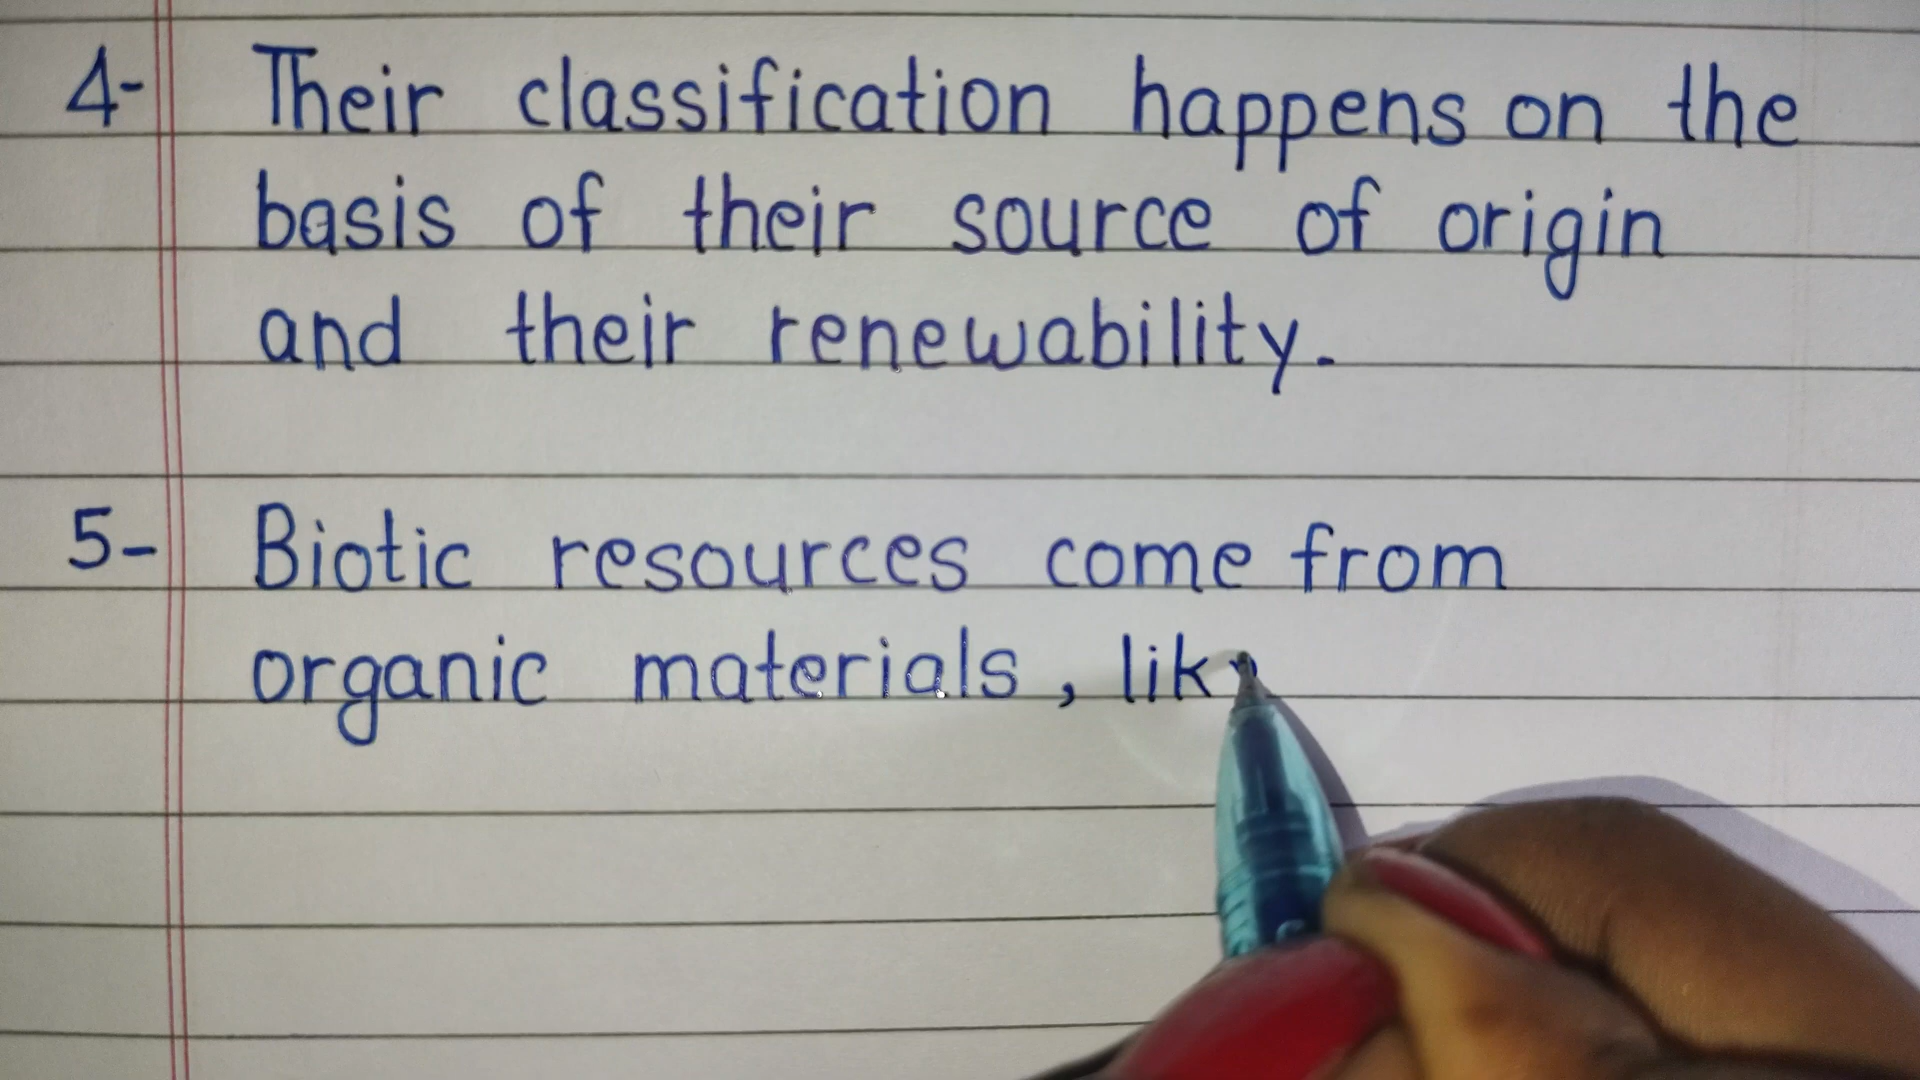 4- Their classification happens on the
basis of their source of origin
and their renewability.
5- Biotic resources come from
organic materials, lik